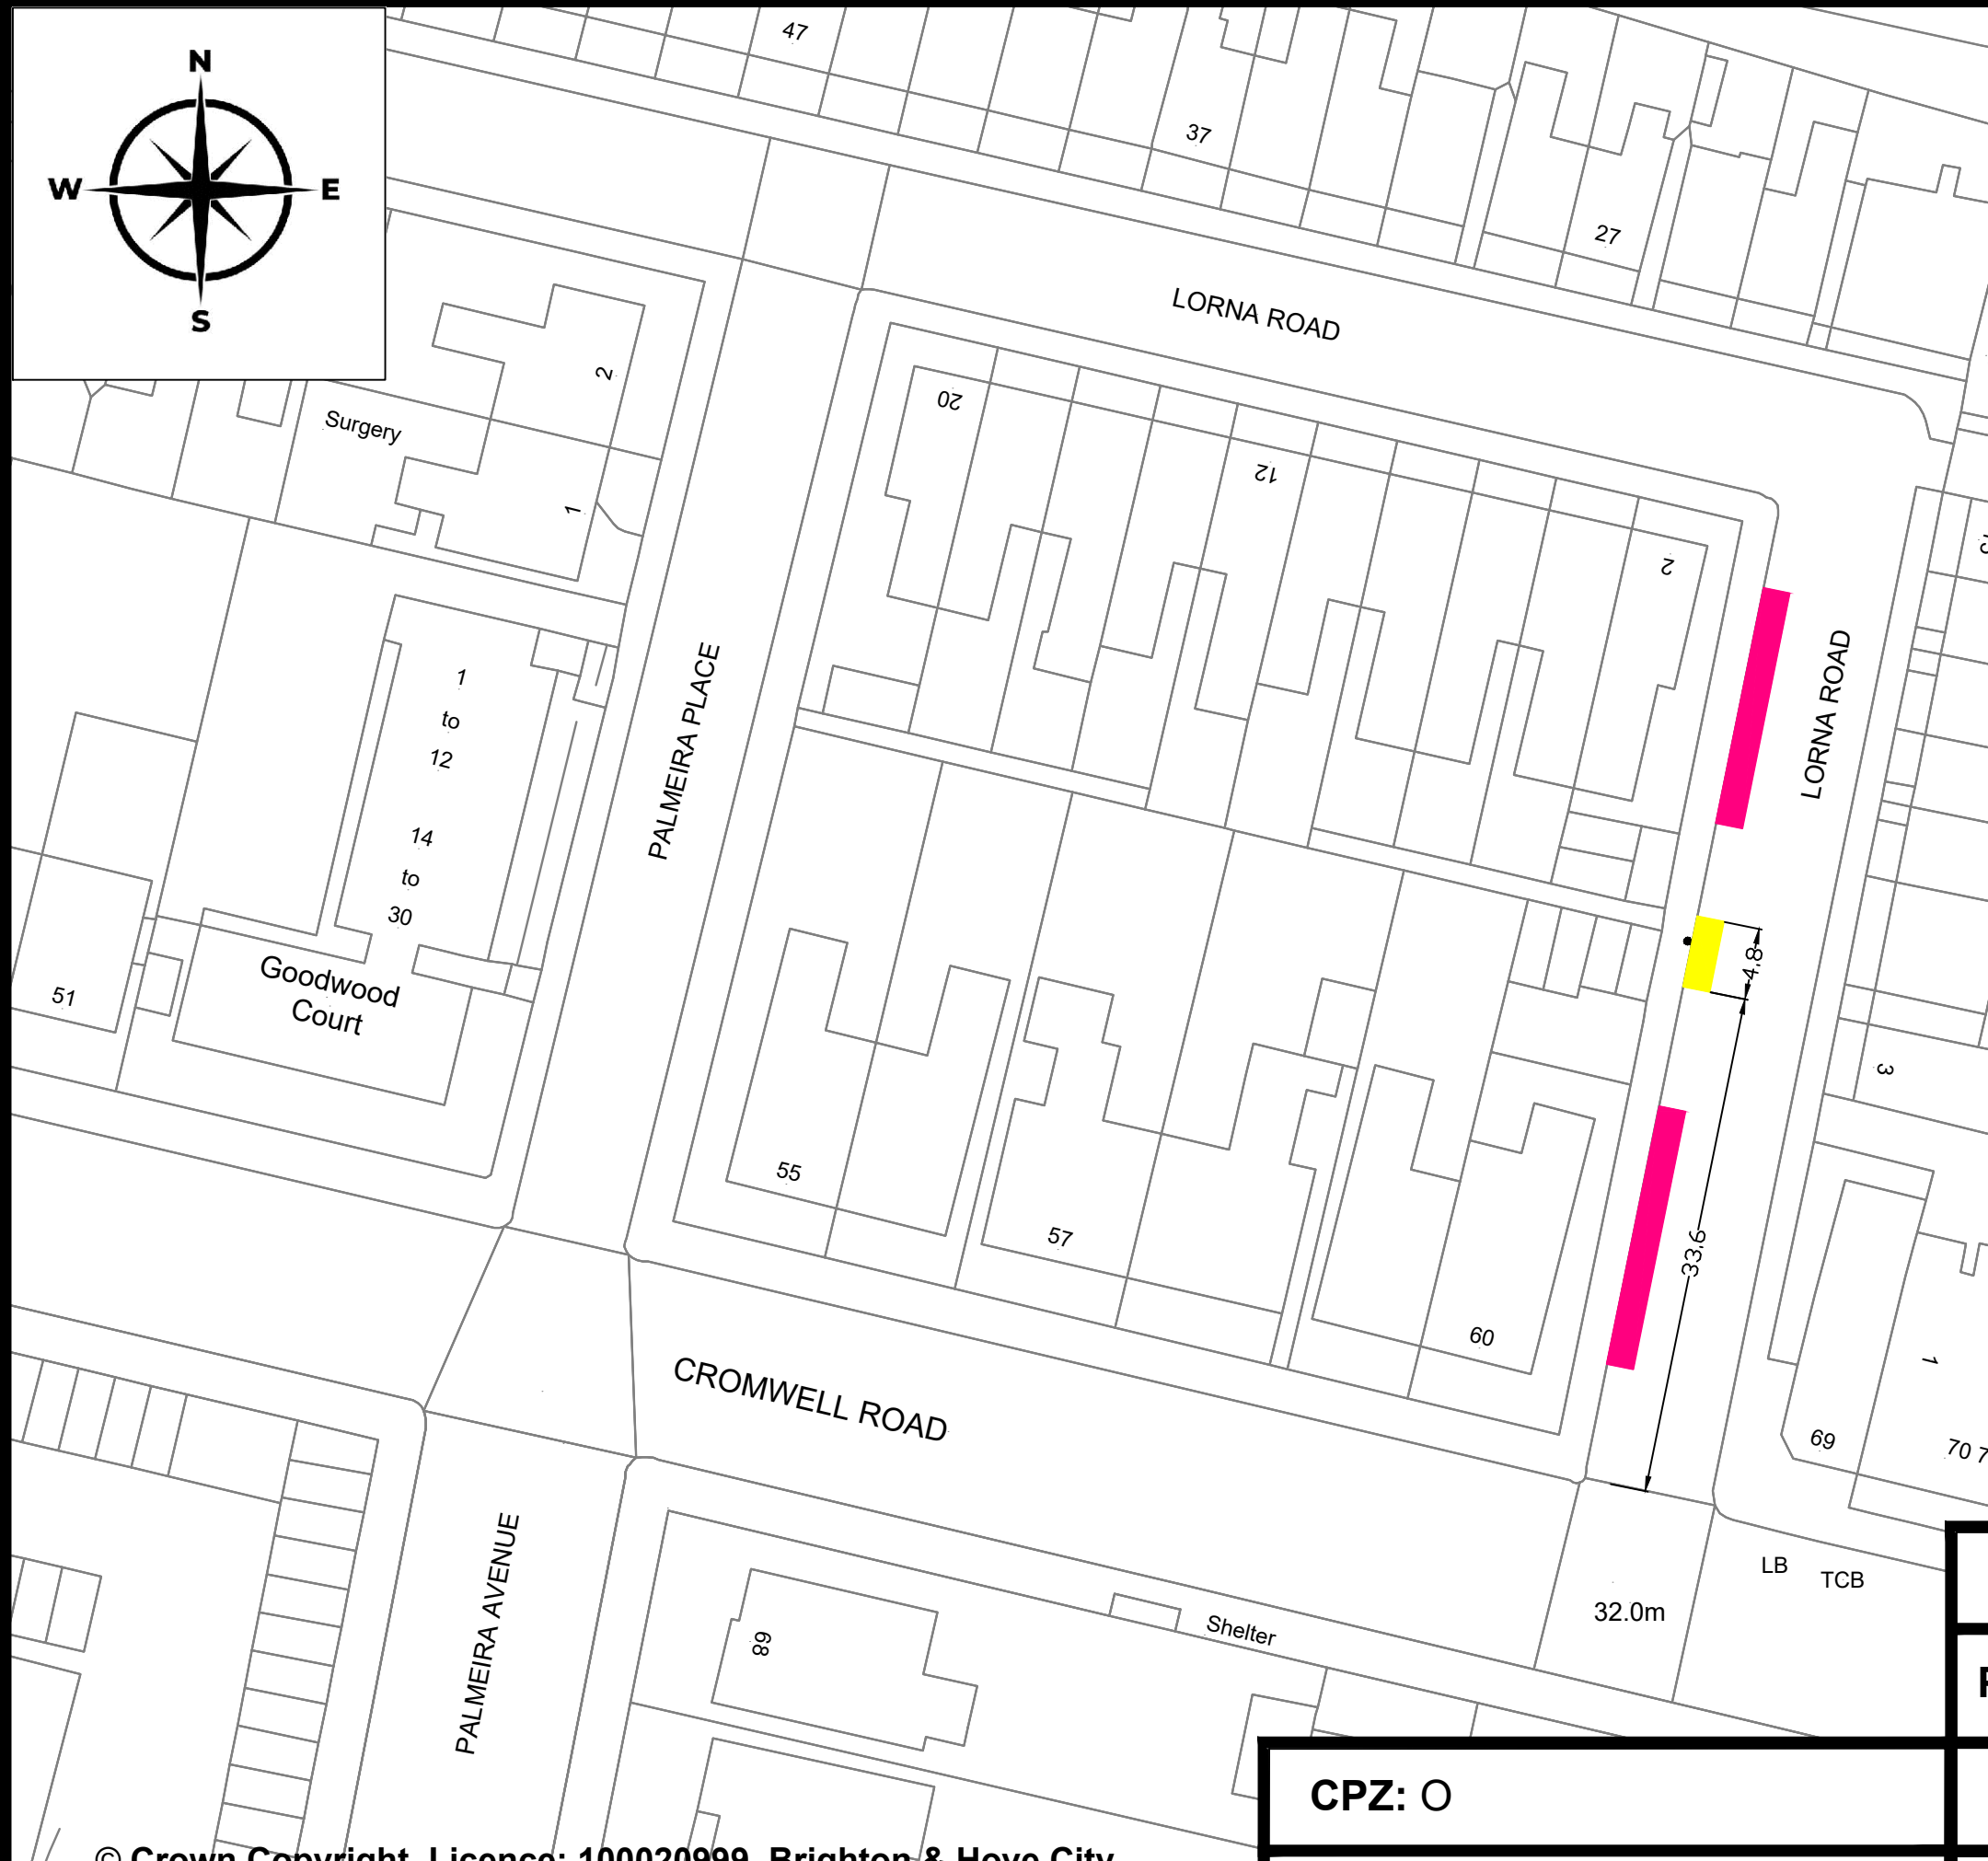 N
W
E
S
47
37
27
LORNA ROAD
2
Surgery
1
20
12
2
LORNA ROAD
PALMEIRA PLACE
1
to
12
14
to
30
Goodwood
Court
51
4.8
3
55
57
60
33.6
1
69
70 7
CROMWELL ROAD
PALMEIRA AVENUE
68
Shelter
LB
TCB
32.0m
CPZ: O
© Crown Copyright. Licence: 100020999, Brighton & Hove City